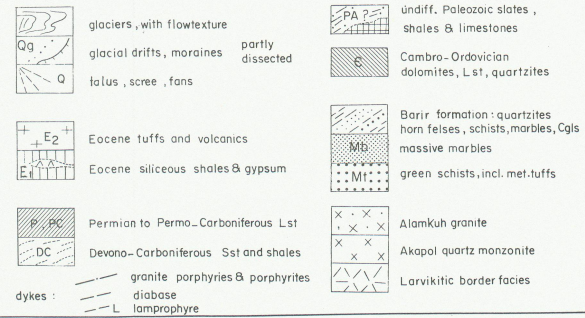 glaciers, with flowtexture
Qg
glacial drifts, moraines partly dissected
Q
talus, scree, fans
E2
Eocene tuffs and volcanics
E1
Eocene siliceous shales & gypsum
P, PC
Permian to Permo-Carboniferous Lst
DC
Devono-Carboniferous Sst and shales
dykes :
granite porphyries & porphyrites
diabase
L lamprophyre
PA ?
undiff. Paleozoic slates,
shales & limestones
Є
Cambro-Ordovician
dolomites, Lst, quartzites
Barir formation: quartzites
horn felses, schists, marbles, Cgls
Mb
massive marbles
Mt
green schists, incl. met. tuffs
AlamKuh granite
Akapol quartz monzonite
Larvikitic border facies